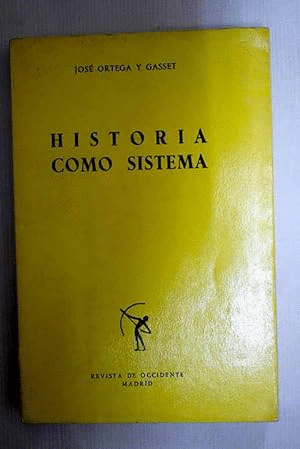 JOSÉ ORTEGA Y GASSET
HISTORIA
COMO SISTEMA
REVISTA DE OCCIDENTE
MADRID